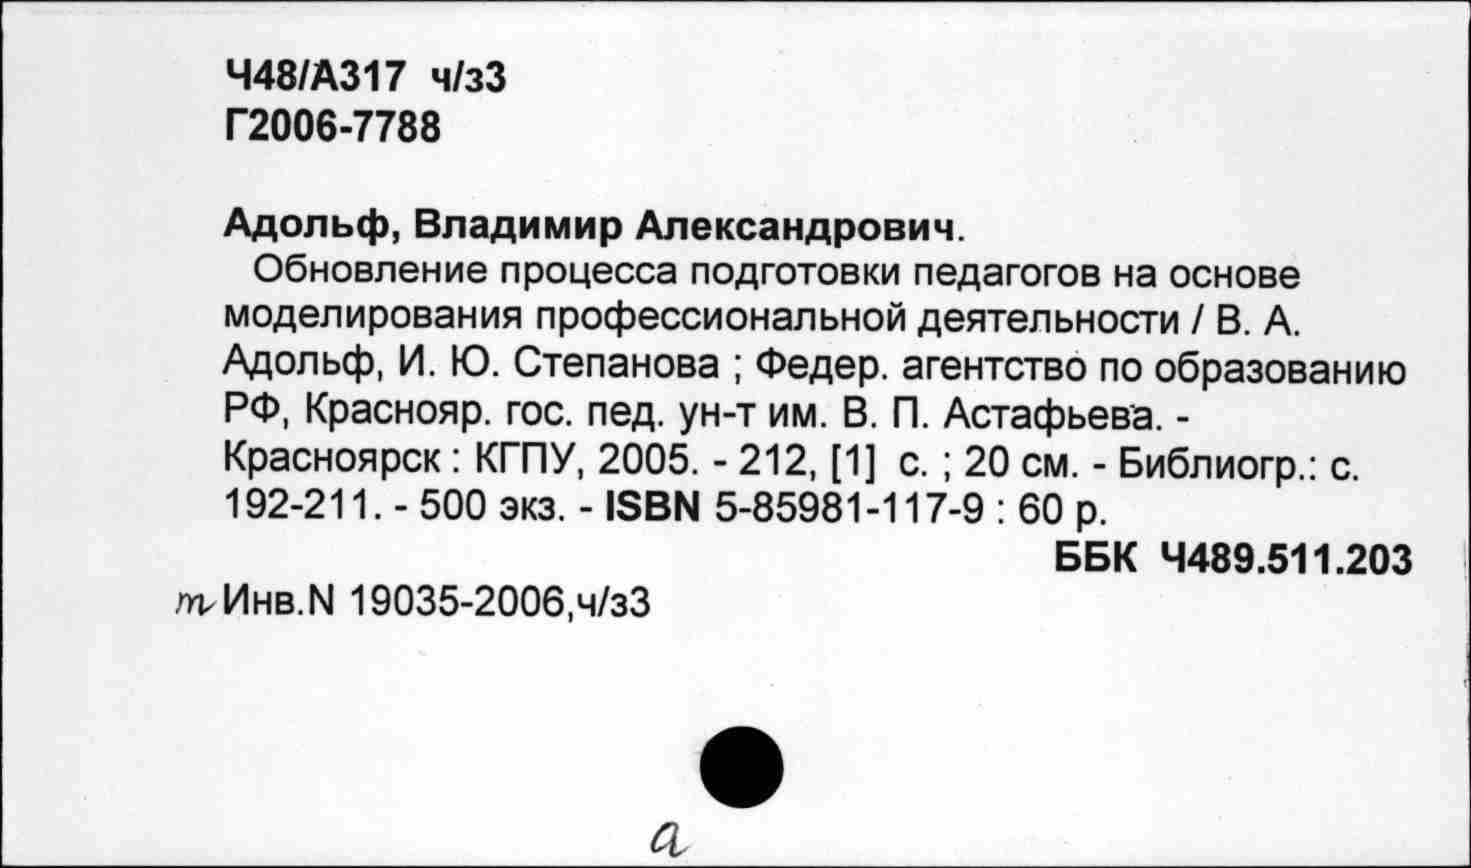 Ч48/А317 ч/з3
Г2006-7788
Адольф, Владимир Александрович.
Обновление процесса подготовки педагогов на основе
моделирования профессиональной деятельности / В. А.
Адольф, И. Ю. Степанова ; Федер. агентство по образованию
РФ, Краснояр. гос. пед. ун-т им. В. П. Астафьева. -
Красноярск : КГПУ, 2005. - 212, [1] с. ; 20 см. - Библиогр.: с.
192-211. - 500 экз. - ISBN 5-85981-117-9 : 60 р.
ББК Ч489.511.203
т Инв.N 19035-2006,ч/з3
а